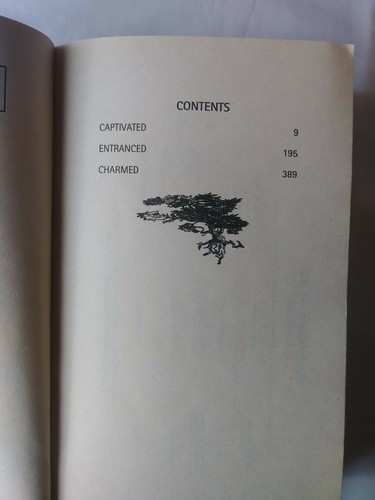 CONTENTS
CAPTIVATED 9
ENTRANCED 195
CHARMED 389